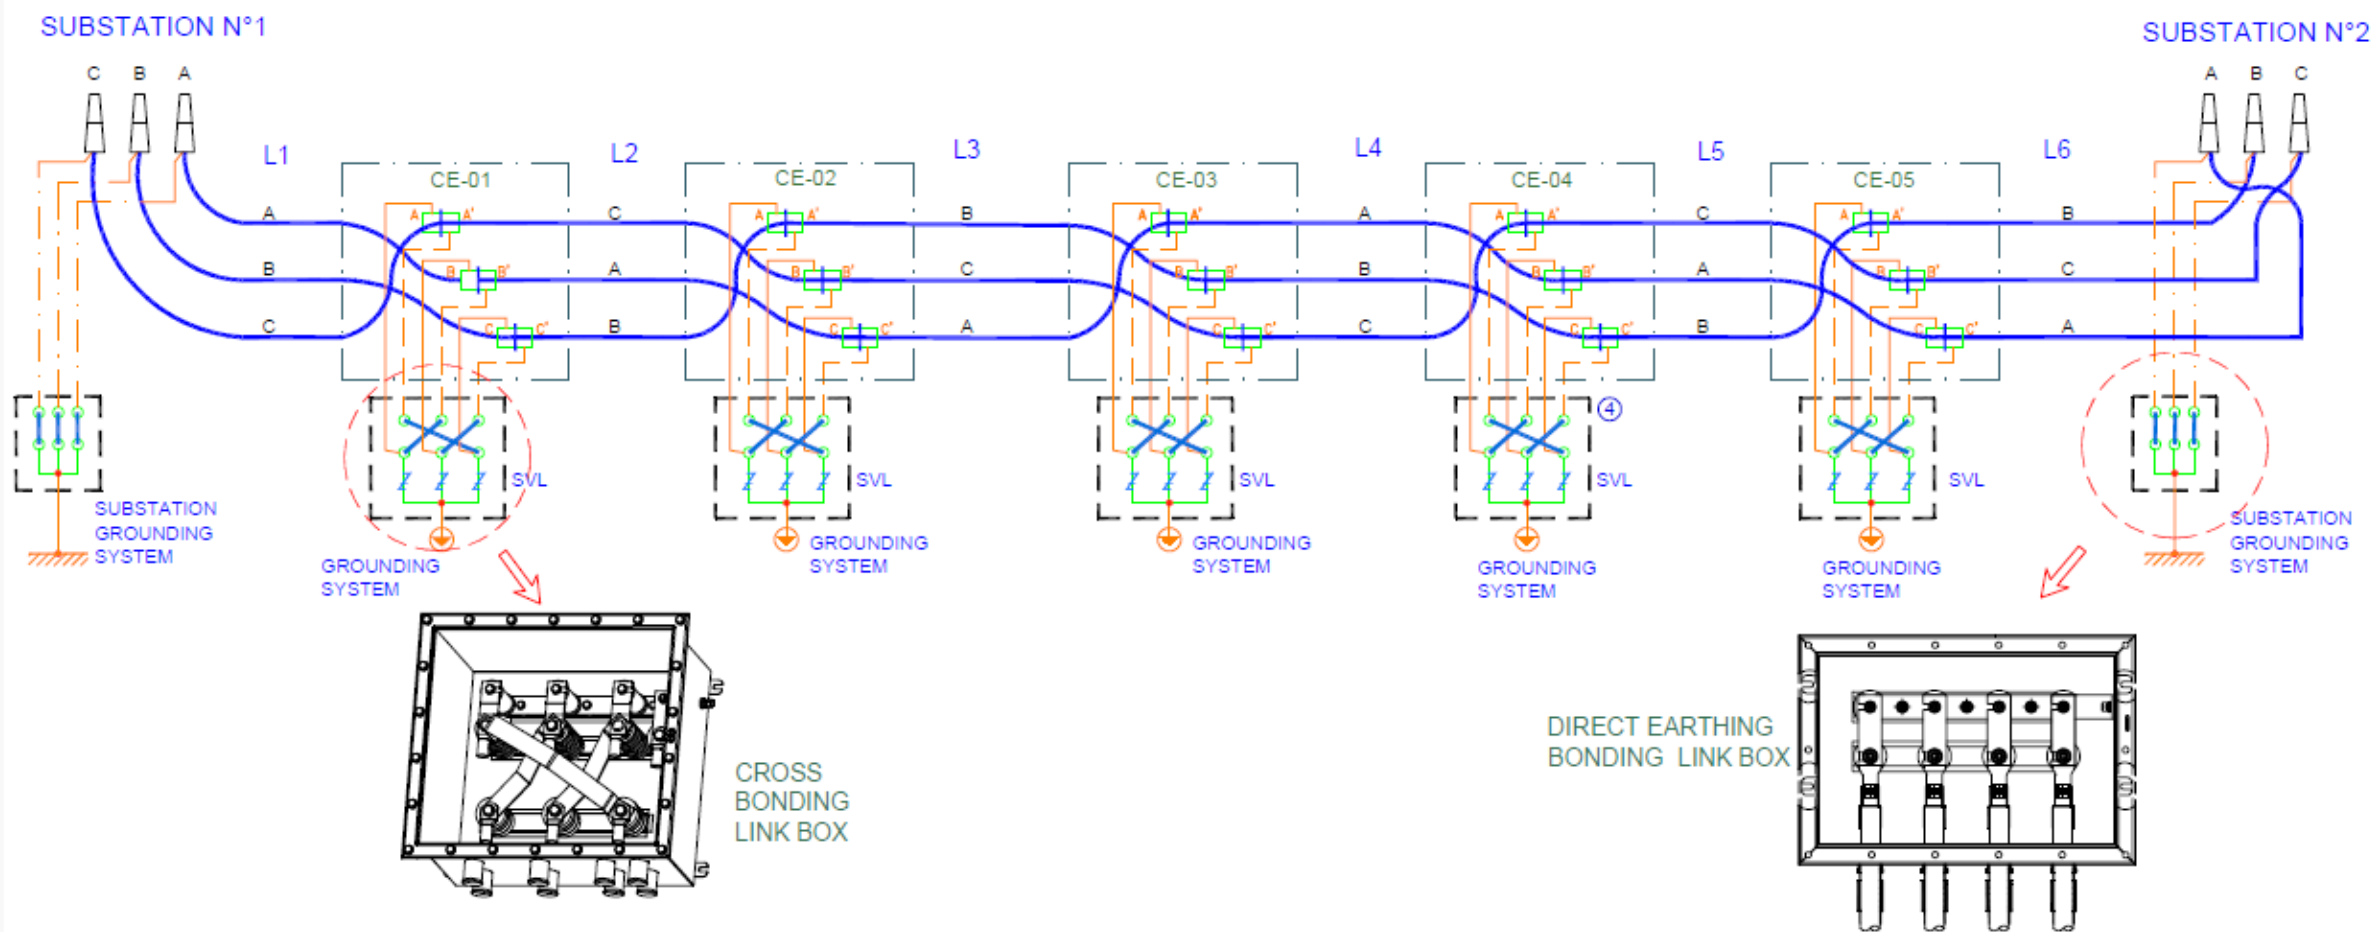 SUBSTATION N°1
SUBSTATION N°2
C B A
A B C
L1
L2
L3
L4
L5
L6
CE-01
CE-02
CE-03
CE-04
CE-05
A A' A A' A A' A A' A A'
A C B A C B
B B' B B' B B' B B' B B'
B A C B A C
C C' C C' C C' C C' C C'
C B A C B A
4
SVL
SVL
SVL
SVL
SVL
SUBSTATION
GROUNDING
SYSTEM
GROUNDING
SYSTEM
GROUNDING
SYSTEM
GROUNDING
SYSTEM
GROUNDING
SYSTEM
GROUNDING
SYSTEM
SUBSTATION
GROUNDING
SYSTEM
CROSS
BONDING
LINK BOX
DIRECT EARTHING
BONDING LINK BOX